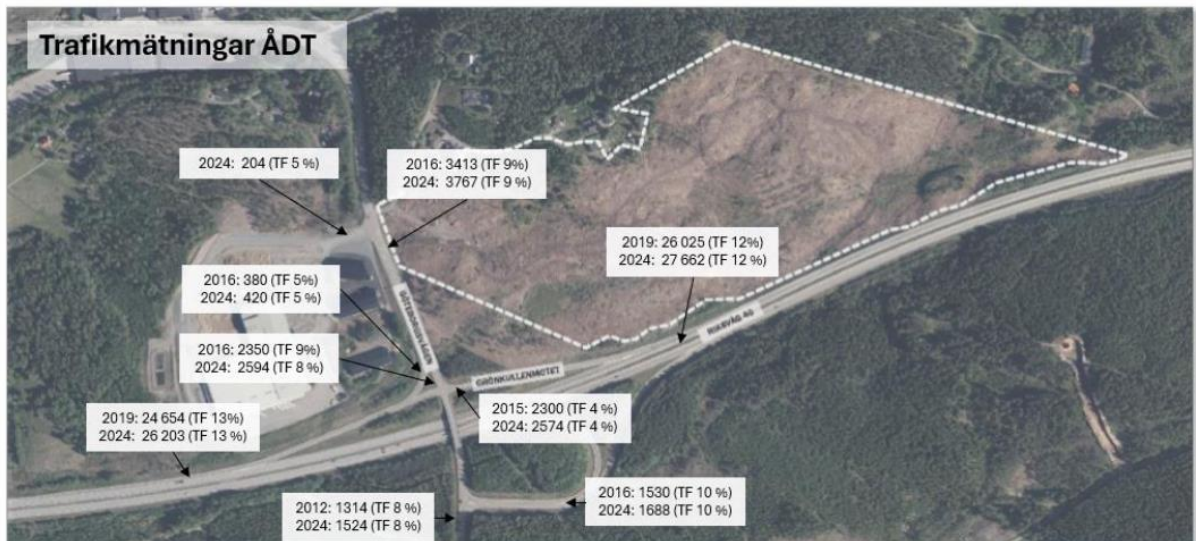 Trafikmätningar ÅDT
2024: 204 (TF 5 %)
2016: 3413 (TF 9%)
2024: 3767 (TF 9 %)
2019: 26 025 (TF 12%)
2024: 27 662 (TF 12 %)
2016: 380 (TF 5%)
2024: 420 (TF 5 %)
GÖTEBORGSVÄGEN
RIKSVÄG 40
2016: 2350 (TF 9%)
2024: 2594 (TF 8 %)
GRÖNKULLENMOTET
2019: 24 654 (TF 13%)
2024: 26 203 (TF 13 %)
2015: 2300 (TF 4 %)
2024: 2574 (TF 4 %)
2012: 1314 (TF 8 %)
2024: 1524 (TF 8 %)
2016: 1530 (TF 10 %)
2024: 1688 (TF 10 %)